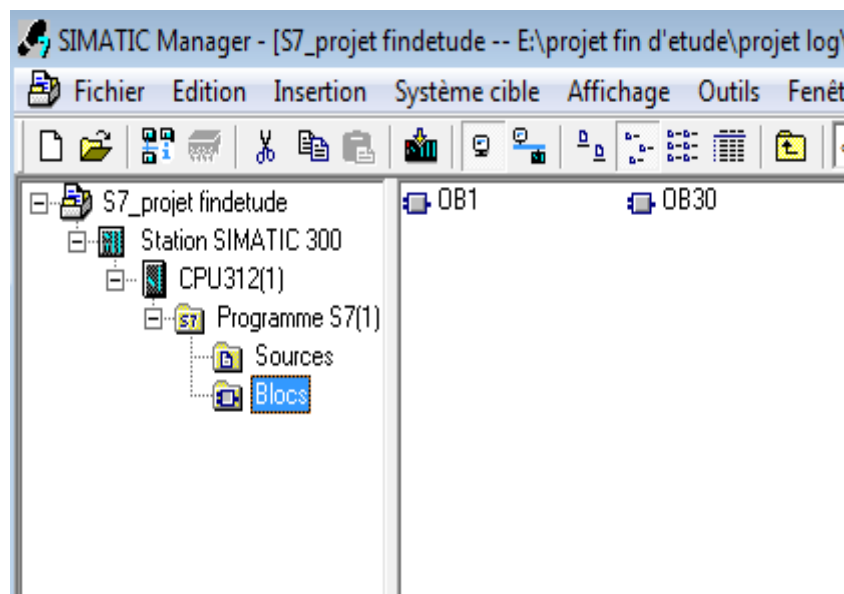 SIMATIC Manager - [S7_projet findetude -- E:\projet fin d'etude\projet log\
Fichier Edition Insertion Système cible Affichage Outils Fenêt
S7_projet findetude
Station SIMATIC 300
CPU312(1)
Programme S7(1)
Sources
Blocs
OB1 OB30